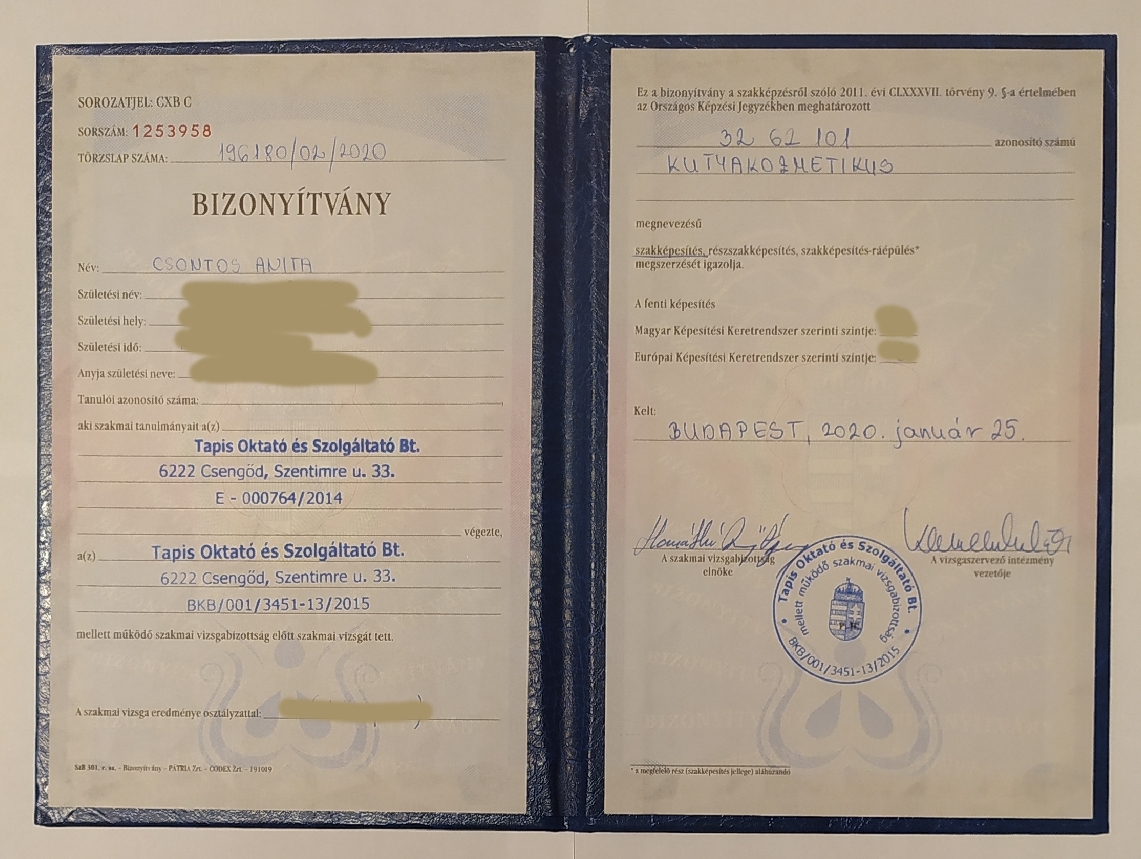 SOROZATJEL: CXB C
SORSZÁM: 1253958
TÖRZSLAP SZÁMA: 196180/02/2020
BIZONYÍTVÁNY
Név: CSONTOS ANITA
Születési név:
Születési hely:
Születési idő:
Anyja születési neve:
Tanulói azonosító száma:
aki szakmai tanulmányait a(z)
Tapis Oktató és Szolgáltató Bt.
6222 Csengőd, Szentimre u. 33.
E - 000764/2014
végezte,
a(z) Tapis Oktató és Szolgáltató Bt.
6222 Csengőd, Szentimre u. 33.
BKB/001/3451-13/2015
mellett működő szakmai vizsgabizottság előtt szakmai vizsgát tett.
A szakmai vizsga eredménye osztályzattal:
SzB 301. r. sz. - Bizonyítvány - PÁTRIA Zrt. - CODEX Zrt. - 191019
Ez a bizonyítvány a szakképzésről szóló 2011. évi CLXXXVII. törvény 9. §-a értelmében
az Országos Képzési Jegyzékben meghatározott
32 62 101 azonosító számú
KUTYAKOZMETIKUS
megnevezésű
szakképesítés, részszakképesítés, szakképesítés-ráépülés*
megszerzését igazolja.
A fenti képesítés
Magyar Képesítési Keretrendszer szerinti szintje:
Európai Képesítési Keretrendszer szerinti szintje:
Kelt:
BUDAPEST, 2020. január 25.
A szakmai vizsgabizottság
elnöke
A vizsgaszervező intézmény
vezetője
Tapis Oktató és Szolgáltató Bt.
mellett működő szakmai vizsgabizottság
BKB/001/3451-13/2015
* a megfelelő rész (szakképesítés jellege) aláhúzandó